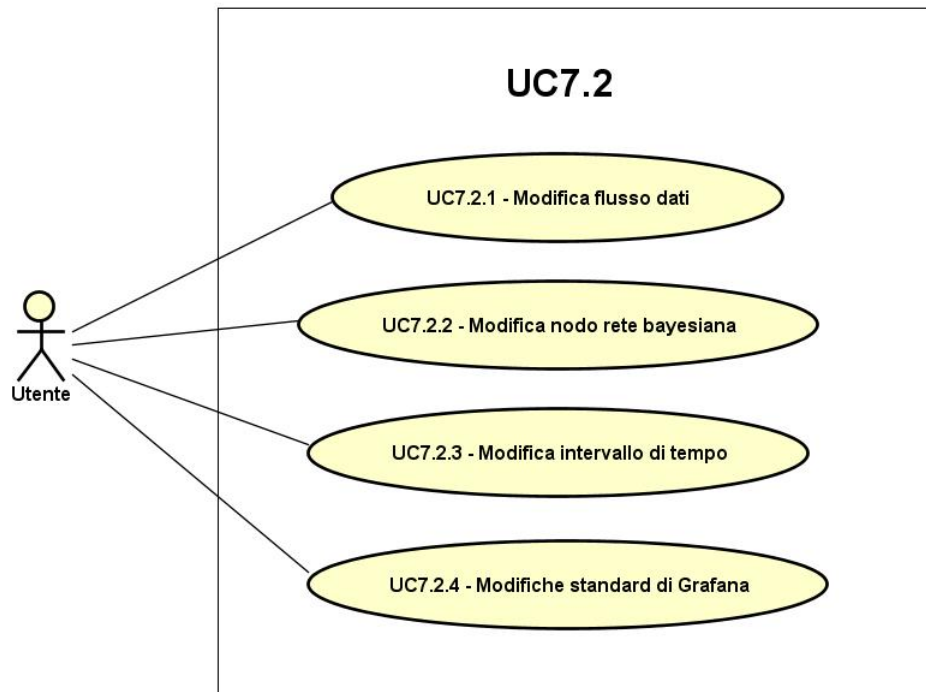 UC7.2
UC7.2.1 - Modifica flusso dati
UC7.2.2 - Modifica nodo rete bayesiana
Utente
UC7.2.3 - Modifica intervallo di tempo
UC7.2.4 - Modifiche standard di Grafana